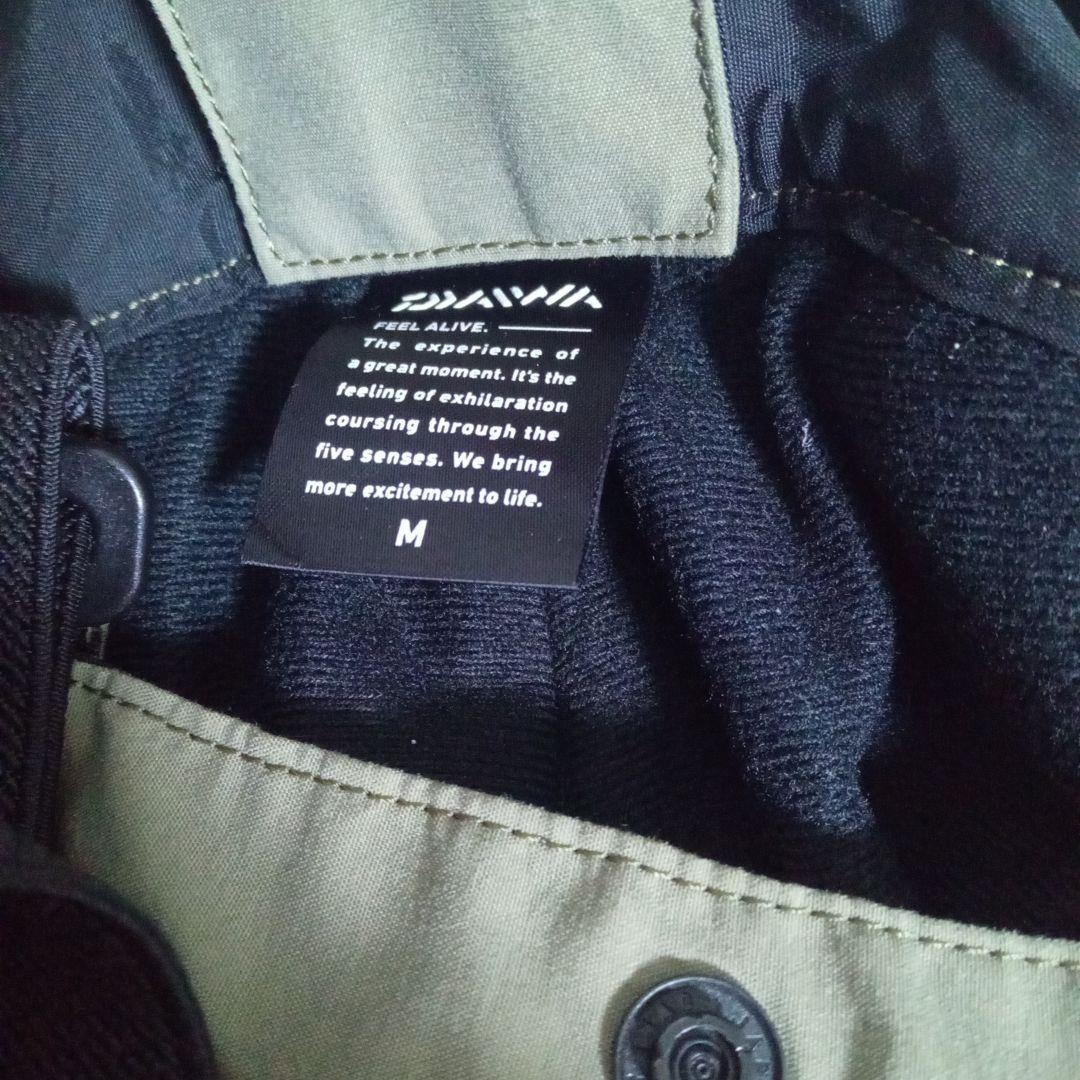 DAIWA
FEEL ALIVE.
The experience of
a great moment. It's the
feeling of exhilaration
coursing through the
five senses. We bring
more excitement to life.
M